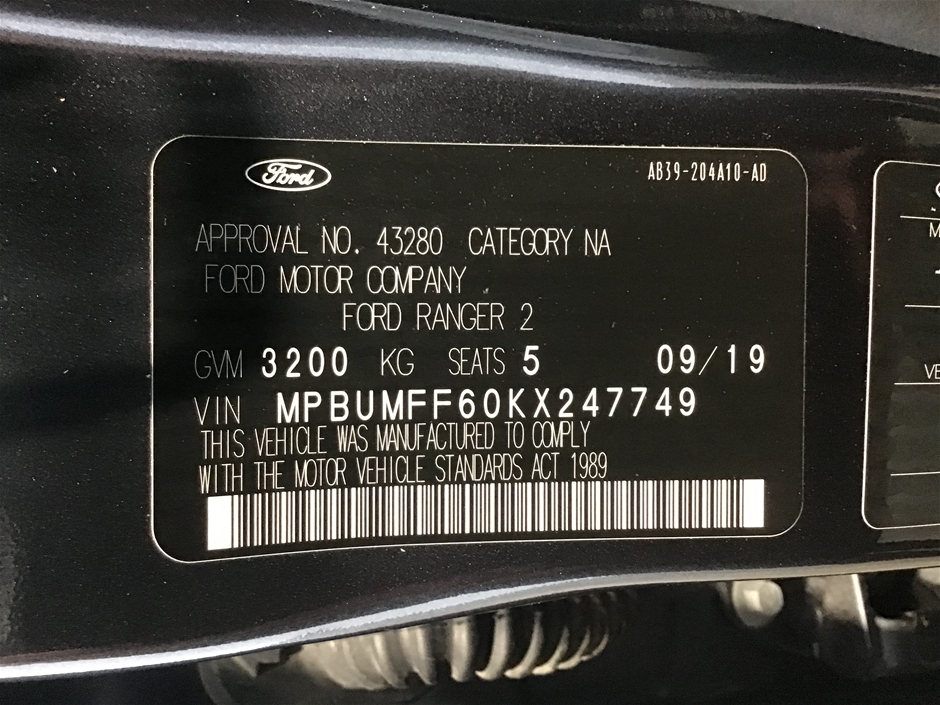 Ford
AB39-204A10-AD
APPROVAL NO. 43280 CATEGORY NA
FORD MOTOR COMPANY
FORD RANGER 2
GVM 3200 KG SEATS 5 09/19
VIN MPBUMFF60KX247749
THIS VEHICLE WAS MANUFACTURED TO COMPLY
WITH THE MOTOR VEHICLE STANDARDS ACT 1989